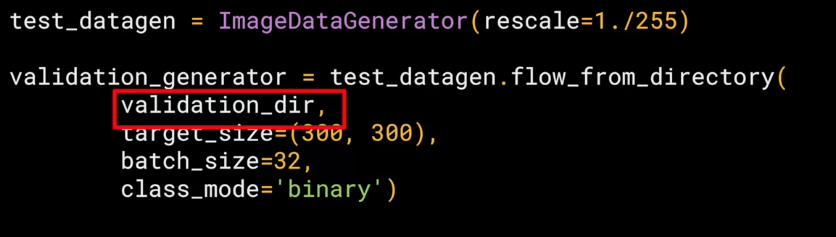 test_datagen = ImageDataGenerator(rescale=1./255)
validation_generator = test_datagen.flow_from_directory(
validation_dir,
target_size=(300, 300),
batch_size=32,
class_mode='binary')